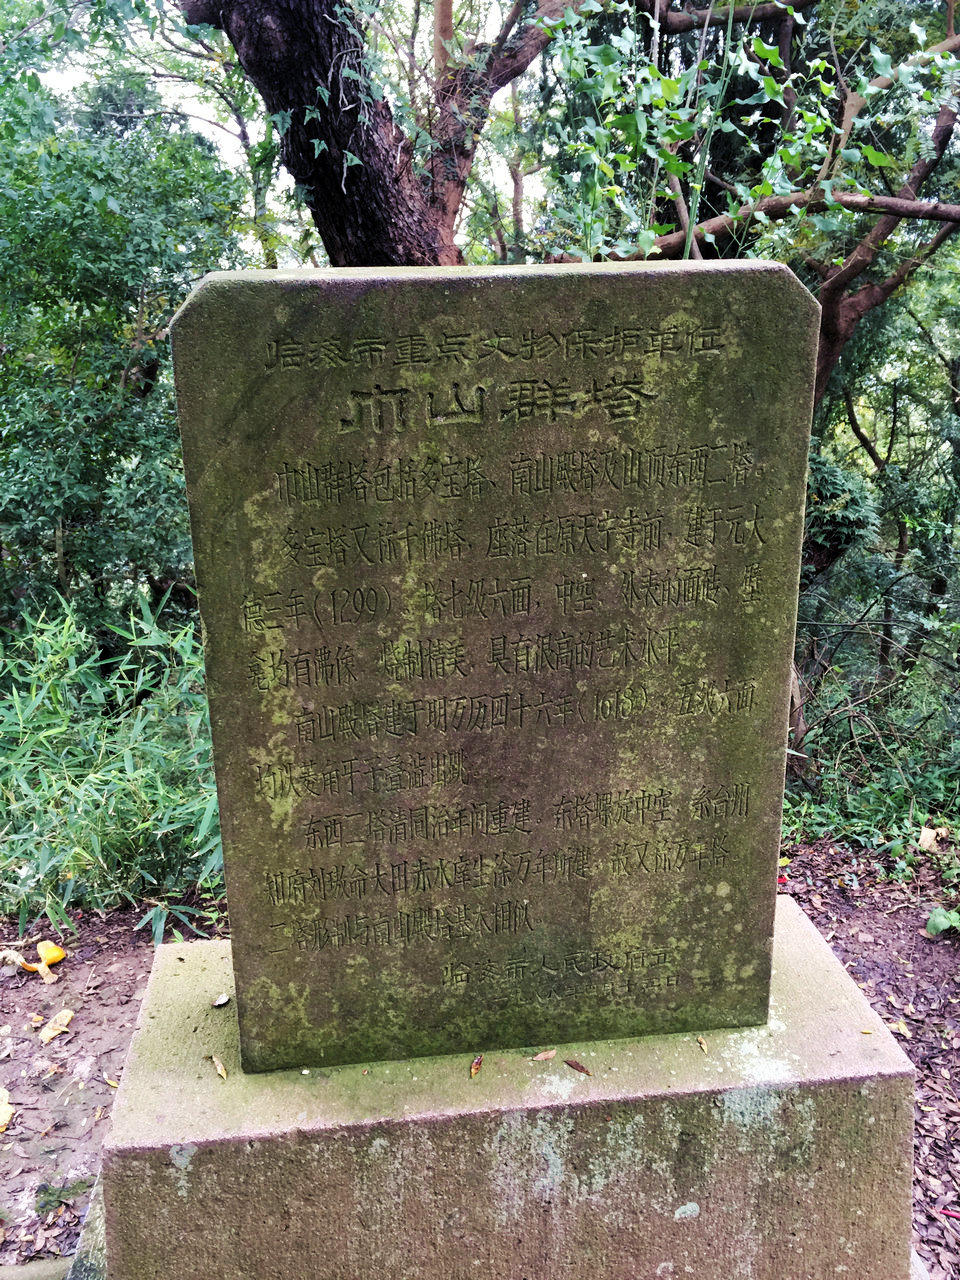 临海市重点文物保护单位
巾山群塔
巾山群塔包括多宝塔、南山殿塔及山顶东西二塔。
多宝塔又称千佛塔，座落在原天宁寺前，建于元大
德三年（1299）。塔七级六面，中空，外表的面砖、壁
龛均有佛像，烧制精美，具有很高的艺术水平。
南山殿塔建于明万历四十六年（1618），五级六面，
均以菱角牙子叠涩出跳。
东西二塔清同治年间重建，东塔螺旋中空，系台州
知府刘璈命大田赤水库生涂万年所建，故又称万年塔，
二塔形制与南山殿塔基本相似。
临海市人民政府立